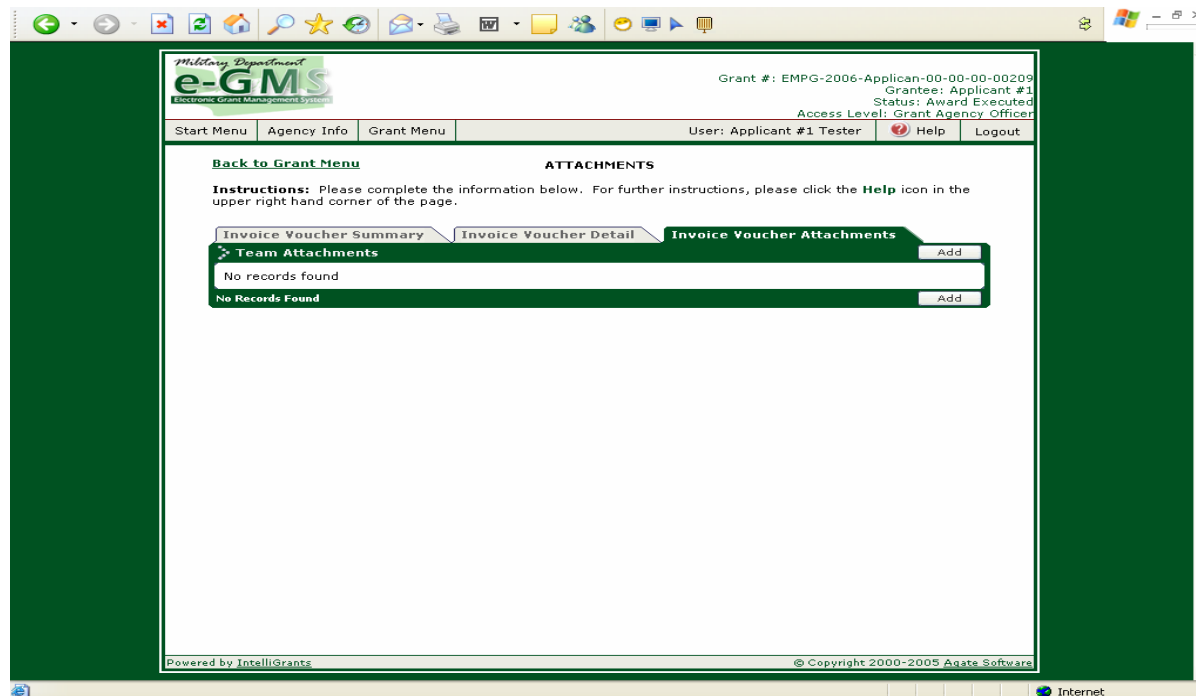 Military Department
e-GMS
Electronic Grant Management System
Grant #: EMPG-2006-Applican-00-00-00-00209
Grantee: Applicant #1
Status: Award Executed
Access Level: Grant Agency Officer
Start Menu Agency Info Grant Menu User: Applicant #1 Tester Help Logout
Back to Grant Menu ATTACHMENTS
Instructions: Please complete the information below. For further instructions, please click the Help icon in the
upper right hand corner of the page.
Invoice Voucher Summary Invoice Voucher Detail Invoice Voucher Attachments
Team Attachments Add
No records found
No Records Found Add
Powered by IntelliGrants © Copyright 2000-2005 Agate Software
Internet